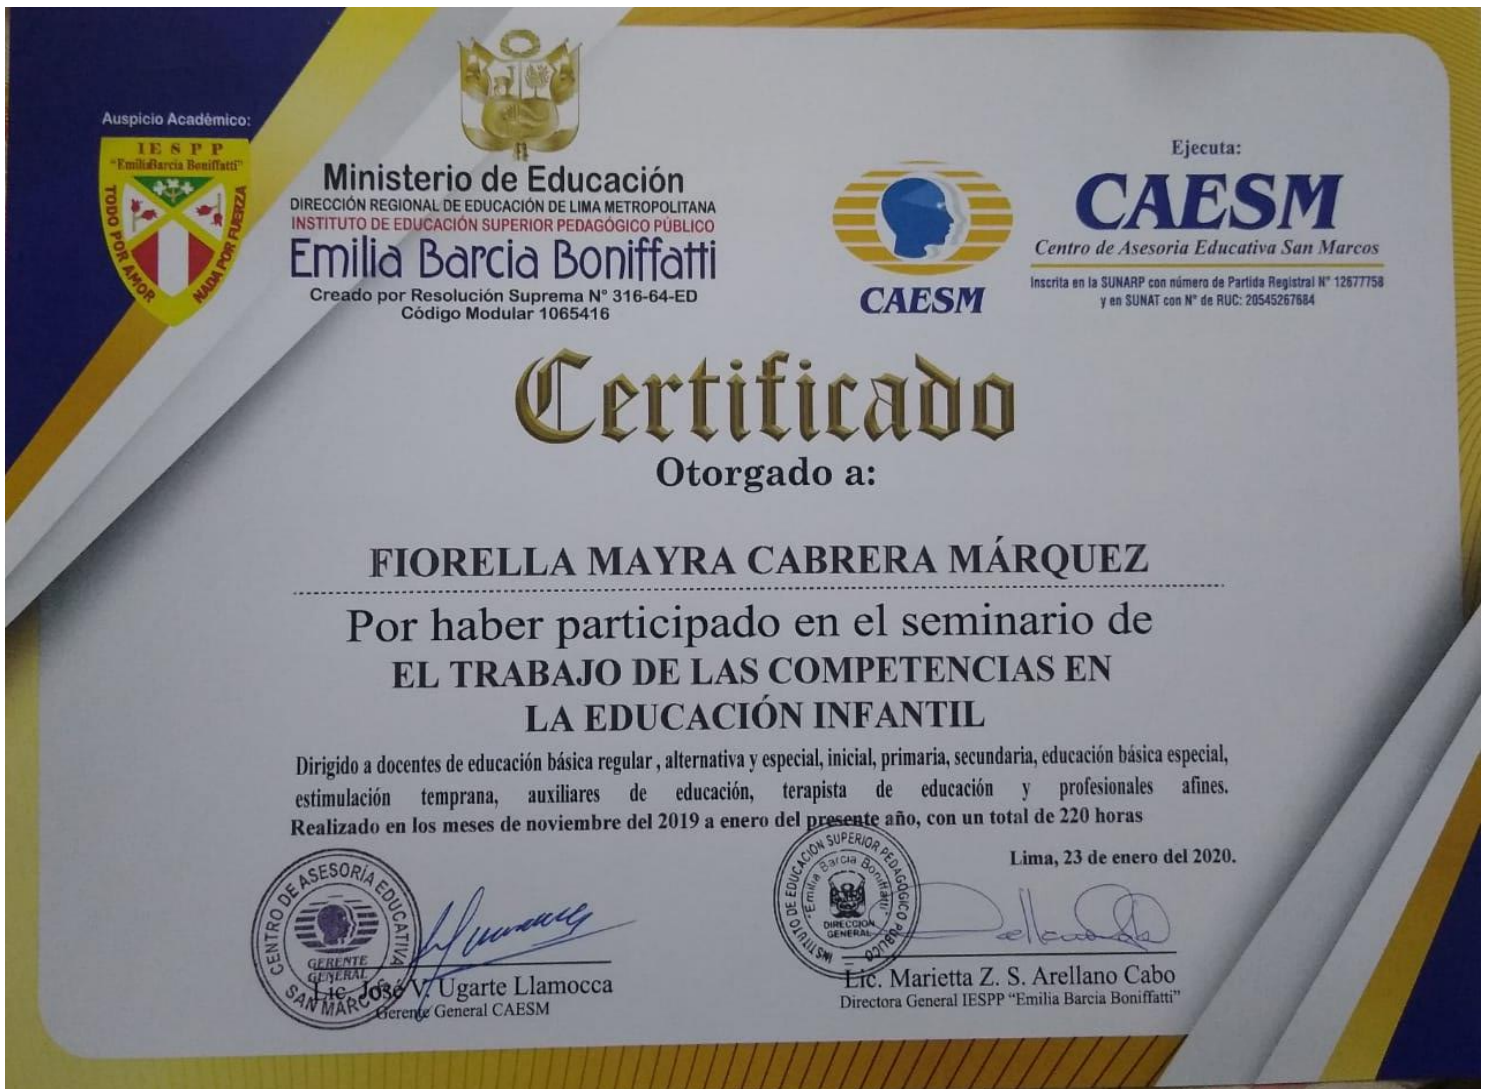 Auspicio Académico:
I E S P P
"Emilia Barcia Boniffatti"
TODO POR AMOR
NADA POR FUERZA
Ministerio de Educación
DIRECCIÓN REGIONAL DE EDUCACIÓN DE LIMA METROPOLITANA
INSTITUTO DE EDUCACIÓN SUPERIOR PEDAGÓGICO PÚBLICO
Emilia Barcia Boniffatti
Creado por Resolución Suprema N° 316-64-ED
Código Modular 1065416
CAESM
Ejecuta:
CAESM
Centro de Asesoria Educativa San Marcos
Inscrita en la SUNARP con número de Partida Registral N° 12677758
y en SUNAT con N° de RUC: 20545267684
Certificado
Otorgado a:
FIORELLA MAYRA CABRERA MÁRQUEZ
Por haber participado en el seminario de
EL TRABAJO DE LAS COMPETENCIAS EN
LA EDUCACIÓN INFANTIL
Dirigido a docentes de educación básica regular , alternativa y especial, inicial, primaria, secundaria, educación básica especial,
estimulación temprana, auxiliares de educación, terapista de educación y profesionales afines.
Realizado en los meses de noviembre del 2019 a enero del presente año, con un total de 220 horas
Lima, 23 de enero del 2020.
CENTRO DE ASESORÍA EDUCATIVA
SAN MARCOS
GERENTE
GENERAL
Lic. José V. Ugarte Llamocca
Gerente General CAESM
INSTITUTO DE EDUCACIÓN SUPERIOR PEDAGÓGICO PÚBLICO
"Emilia Barcia Boniffatti"
DIRECCIÓN
GENERAL
Lic. Marietta Z. S. Arellano Cabo
Directora General IESPP "Emilia Barcia Boniffatti"